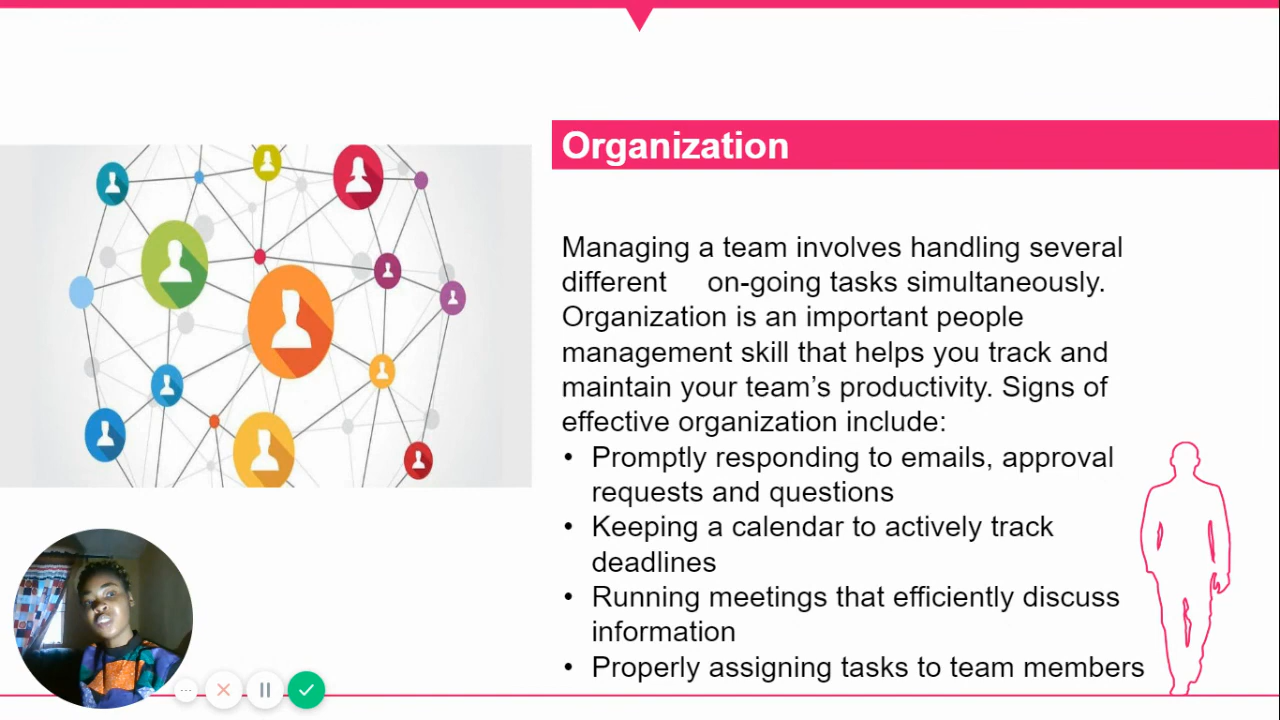 Organization
Managing a team involves handling several
different on-going tasks simultaneously.
Organization is an important people
management skill that helps you track and
maintain your team’s productivity. Signs of
effective organization include:
• Promptly responding to emails, approval
requests and questions
• Keeping a calendar to actively track
deadlines
• Running meetings that efficiently discuss
information
• Properly assigning tasks to team members